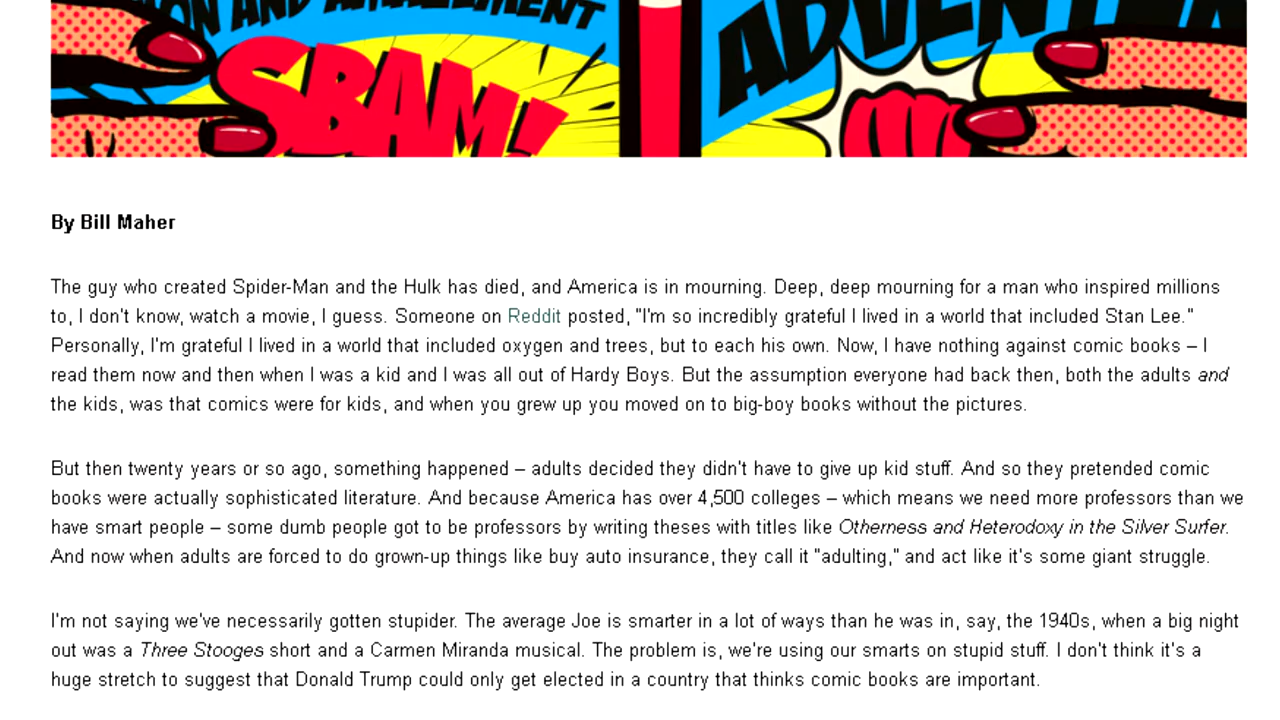 ON AND AMAZEMENT
SBAM!
By Bill Maher
The guy who created Spider-Man and the Hulk has died, and America is in mourning. Deep, deep mourning for a man who inspired millions
to, I don't know, watch a movie, I guess. Someone on Reddit posted, "I'm so incredibly grateful I lived in a world that included Stan Lee."
Personally, I'm grateful I lived in a world that included oxygen and trees, but to each his own. Now, I have nothing against comic books – I
read them now and then when I was a kid and I was all out of Hardy Boys. But the assumption everyone had back then, both the adults and
the kids, was that comics were for kids, and when you grew up you moved on to big-boy books without the pictures.
But then twenty years or so ago, something happened – adults decided they didn't have to give up kid stuff. And so they pretended comic
books were actually sophisticated literature. And because America has over 4,500 colleges – which means we need more professors than we
have smart people – some dumb people got to be professors by writing theses with titles like Otherness and Heterodoxy in the Silver Surfer.
And now when adults are forced to do grown-up things like buy auto insurance, they call it "adulting," and act like it's some giant struggle.
I'm not saying we've necessarily gotten stupider. The average Joe is smarter in a lot of ways than he was in, say, the 1940s, when a big night
out was a Three Stooges short and a Carmen Miranda musical. The problem is, we're using our smarts on stupid stuff. I don't think it's a
huge stretch to suggest that Donald Trump could only get elected in a country that thinks comic books are important.